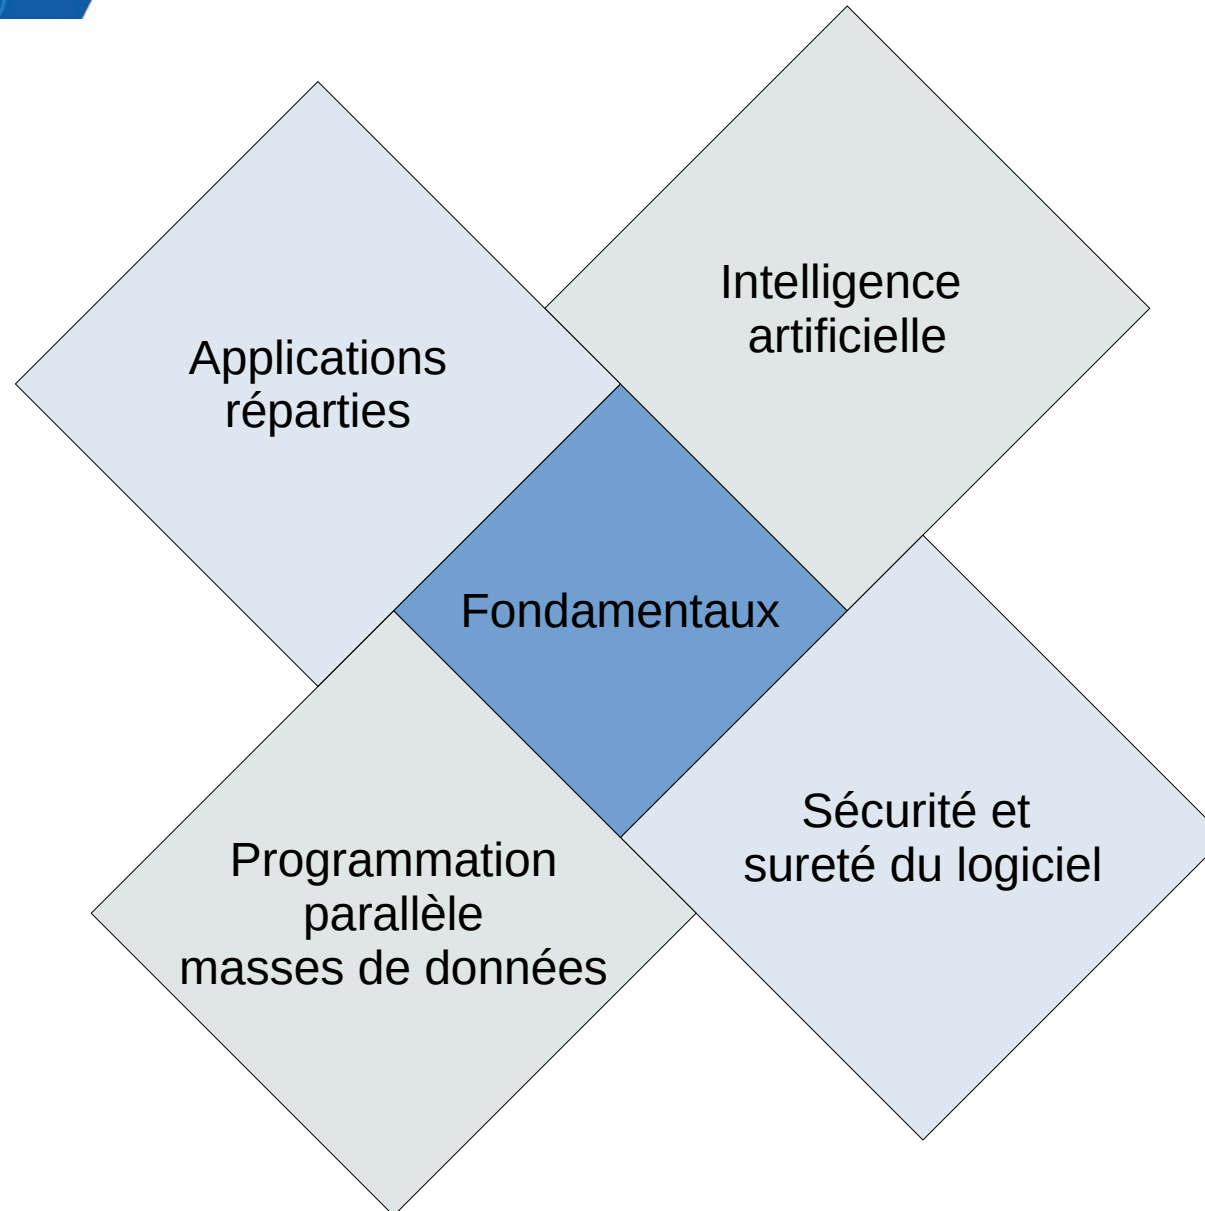 Intelligence
artificielle
Applications
réparties
Fondamentaux
Sécurité et
sureté du logiciel
Programmation
parallèle
masses de données